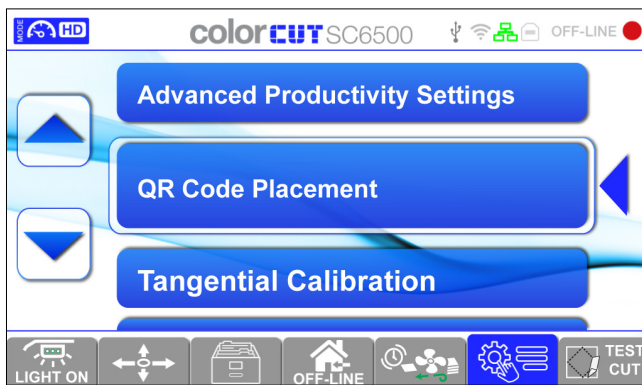 MODE HD colorCUT SC6500 OFF-LINE
Advanced Productivity Settings
QR Code Placement
Tangential Calibration
LIGHT ON OFF-LINE TEST CUT